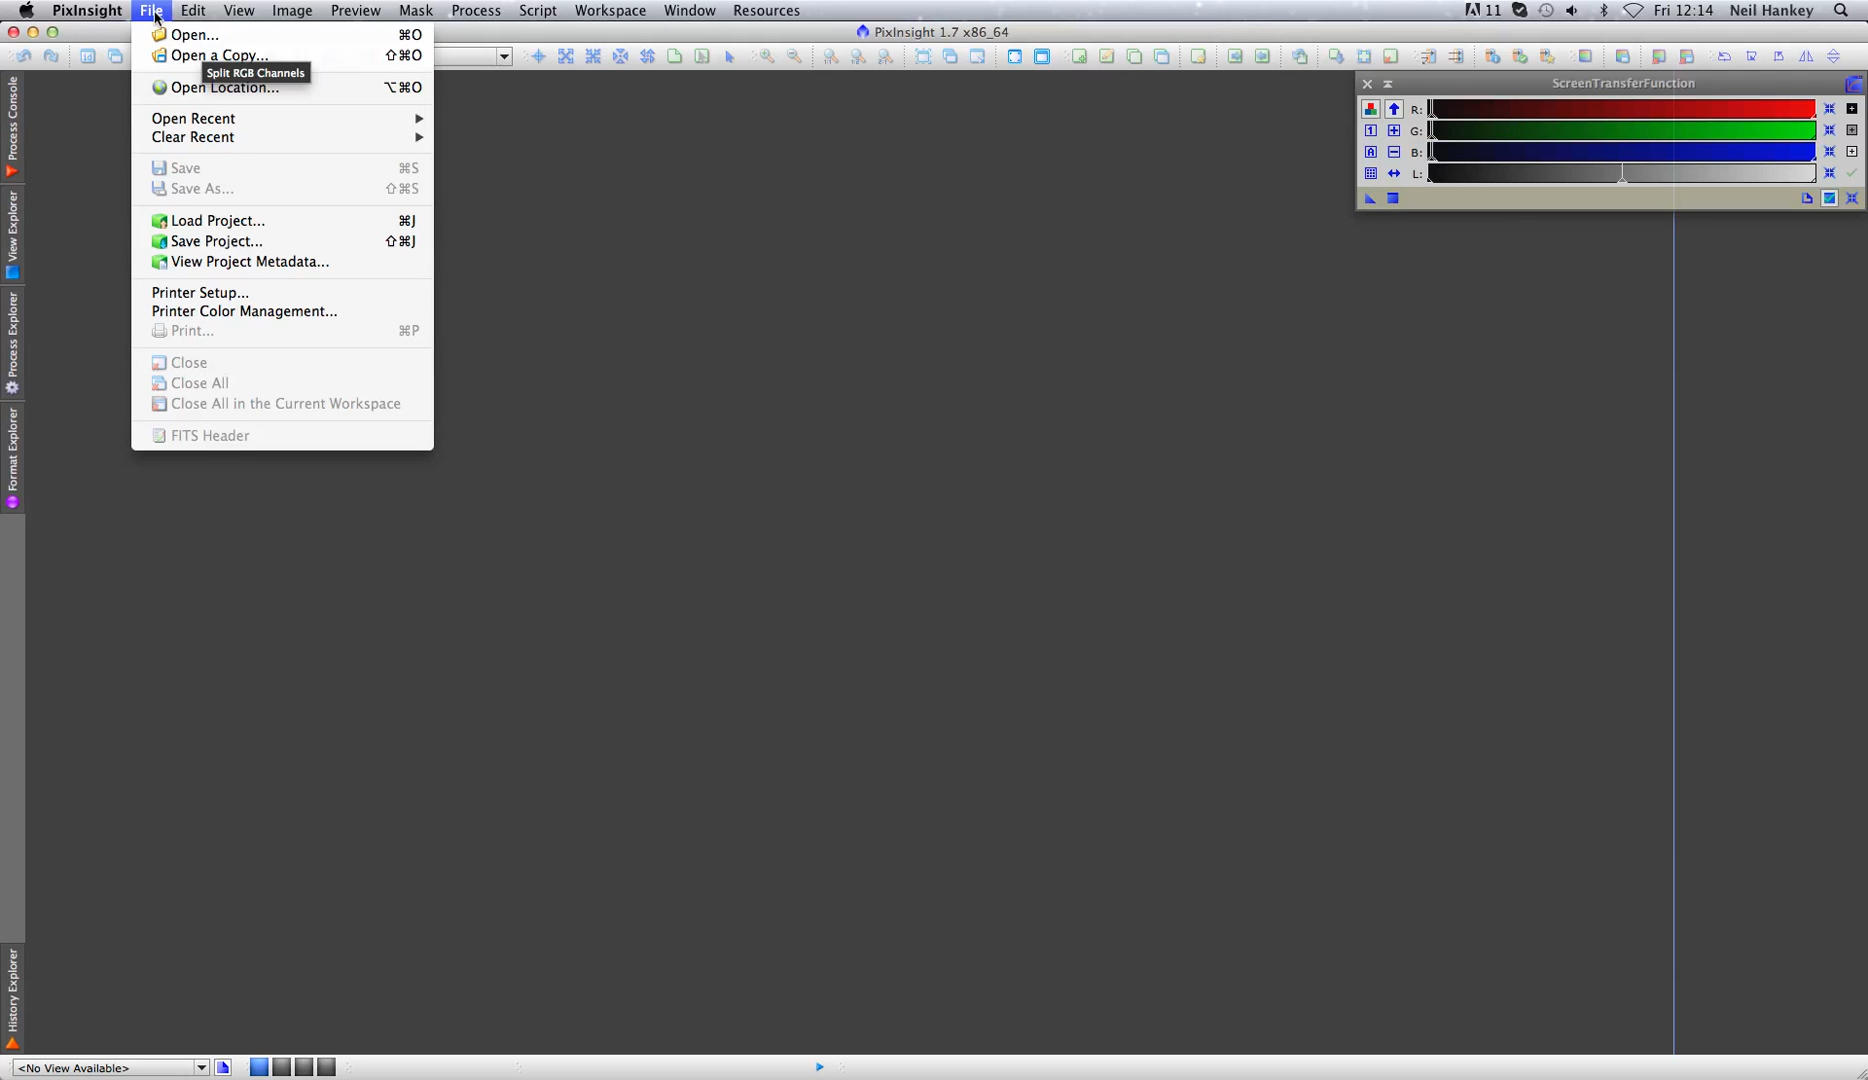 PixInsight File Edit View Image Preview Mask Process Script Workspace Window Resources 11 Fri 12:14 Neil Hankey
PixInsight 1.7 x86_64
Open... ⌘O
Open a Copy... ⇧⌘O
Split RGB Channels
Open Location... ⌥⌘O
Open Recent
Clear Recent
Save ⌘S
Save As... ⇧⌘S
Load Project... ⌘J
Save Project... ⇧⌘J
View Project Metadata...
Printer Setup...
Printer Color Management...
Print... ⌘P
Close
Close All
Close All in the Current Workspace
FITS Header
ScreenTransferFunction
R:
G:
B:
L:
Process Console
View Explorer
Process Explorer
Format Explorer
History Explorer
<No View Available>